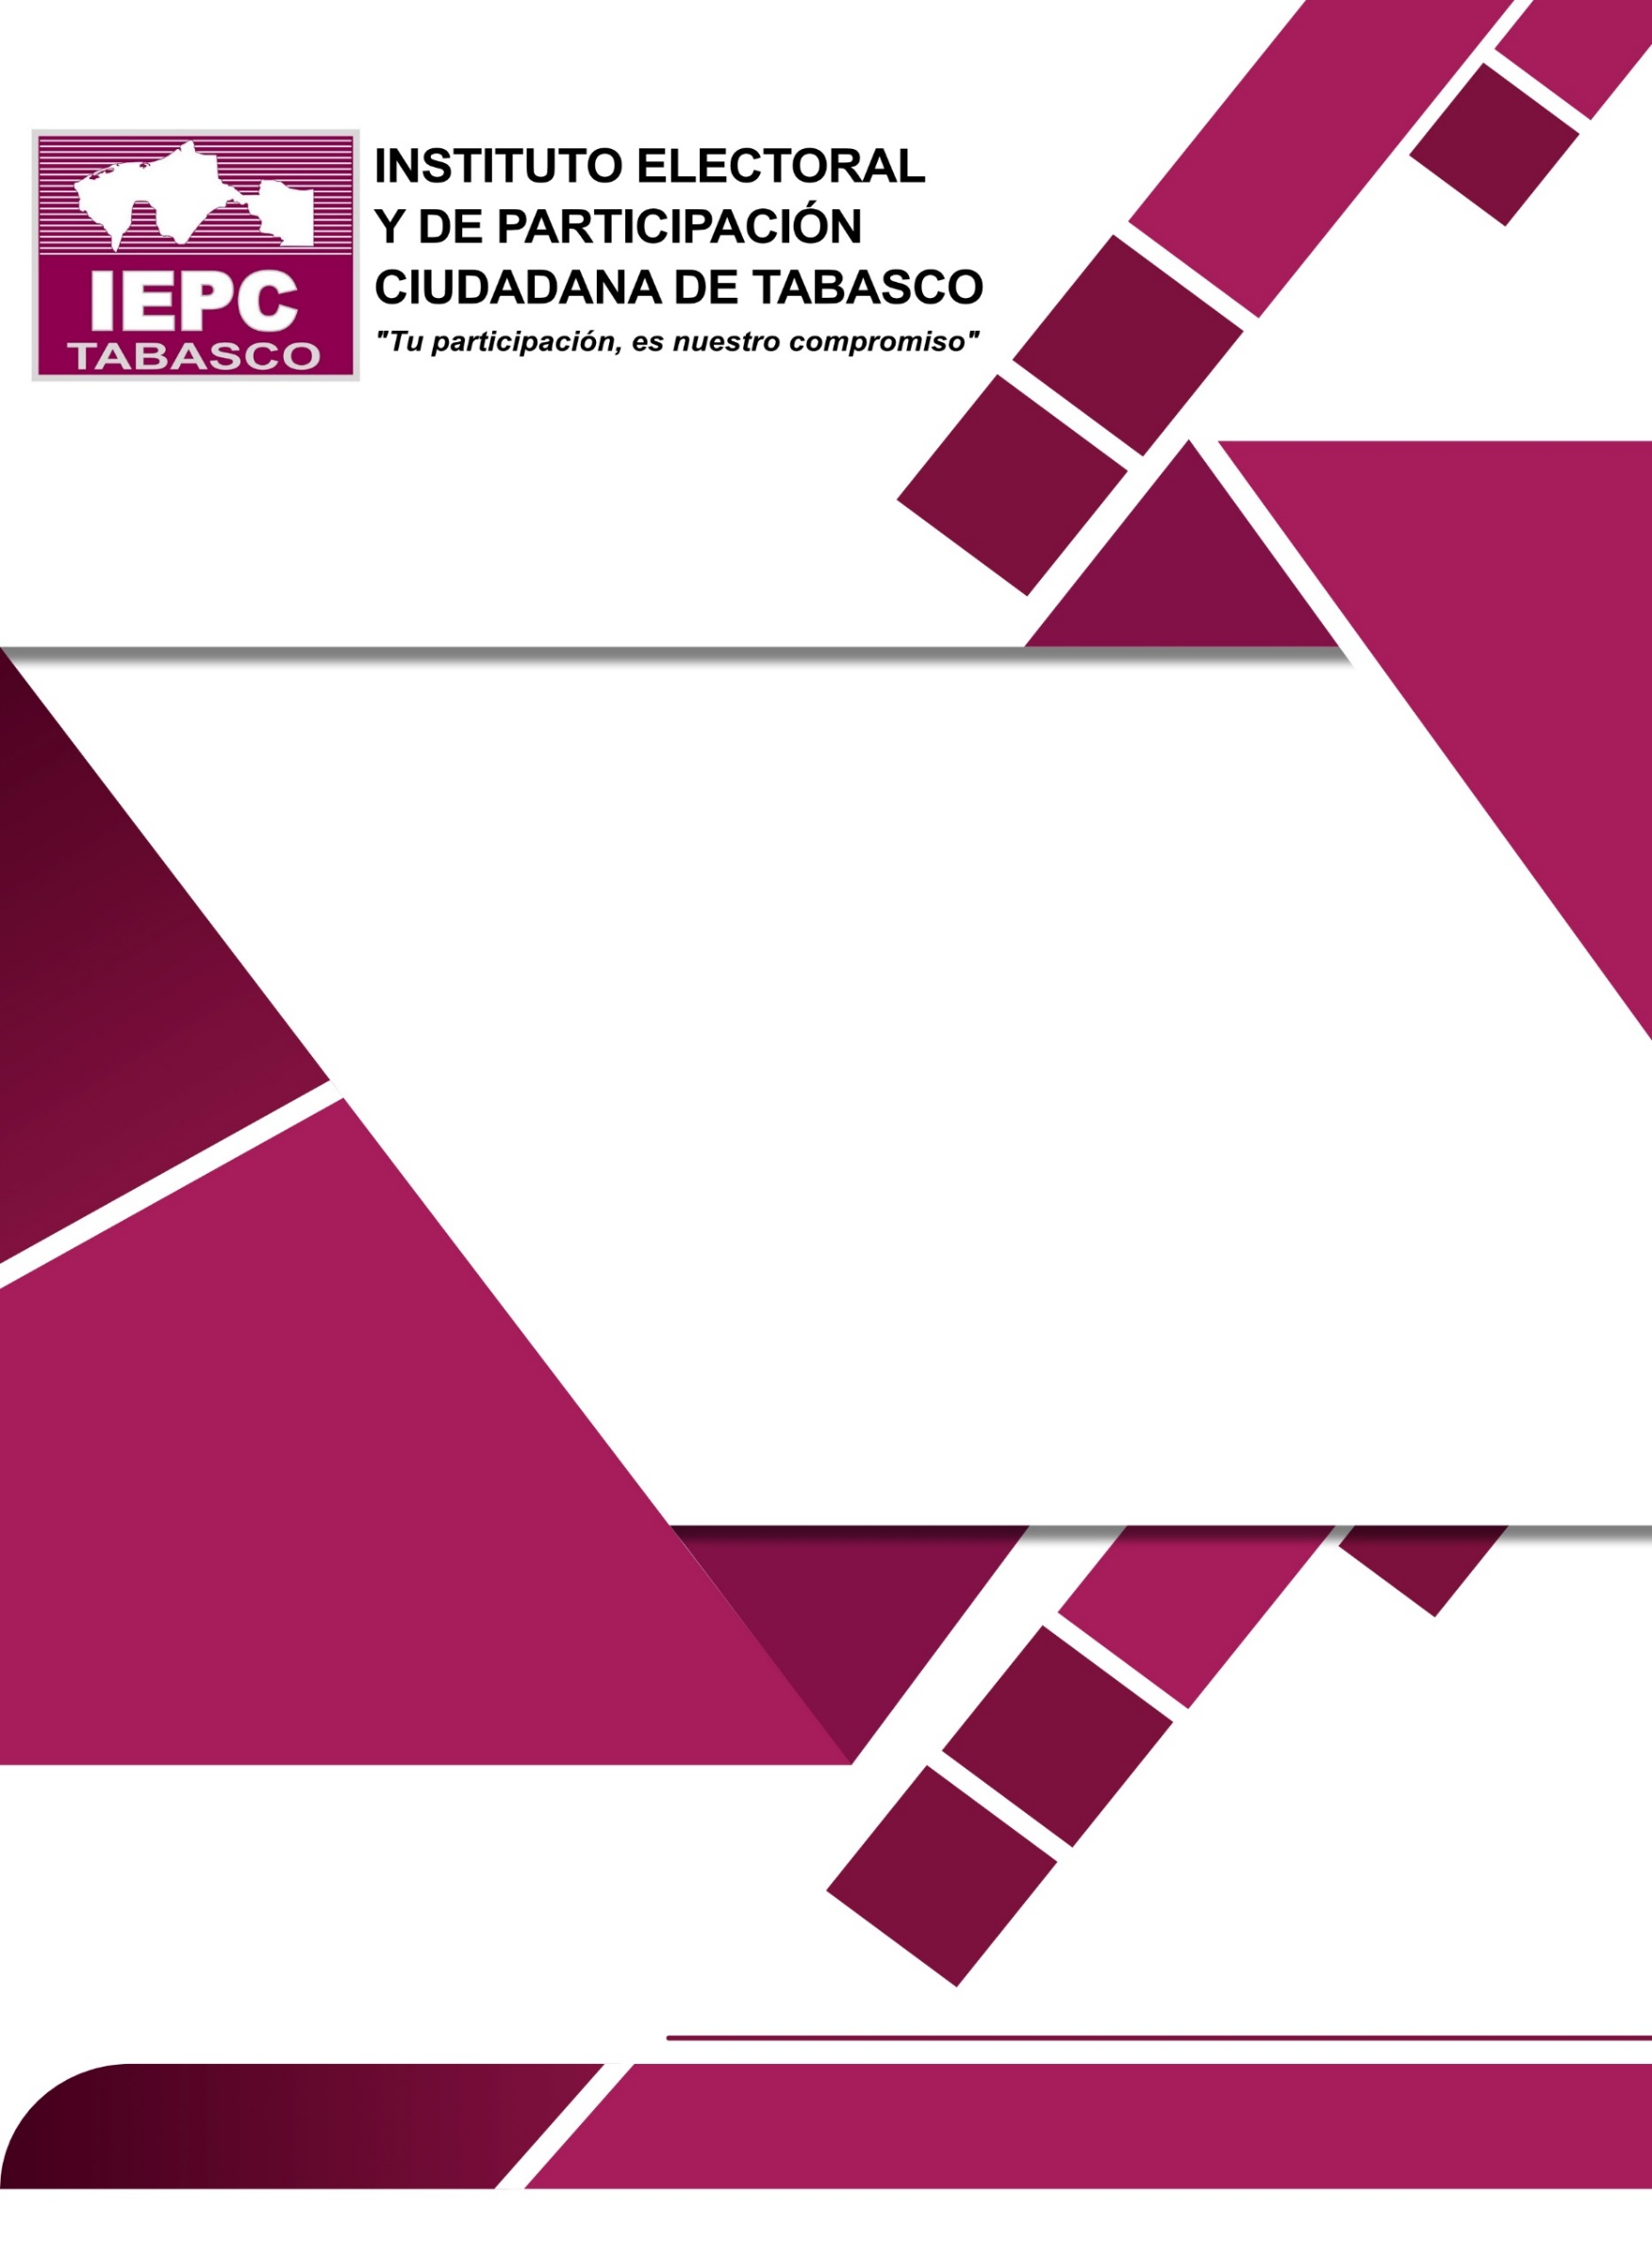 INSTITUTO ELECTORAL
Y DE PARTICIPACIÓN
CIUDADANA DE TABASCO
"Tu participación, es nuestro compromiso"
IEPC
TABASCO